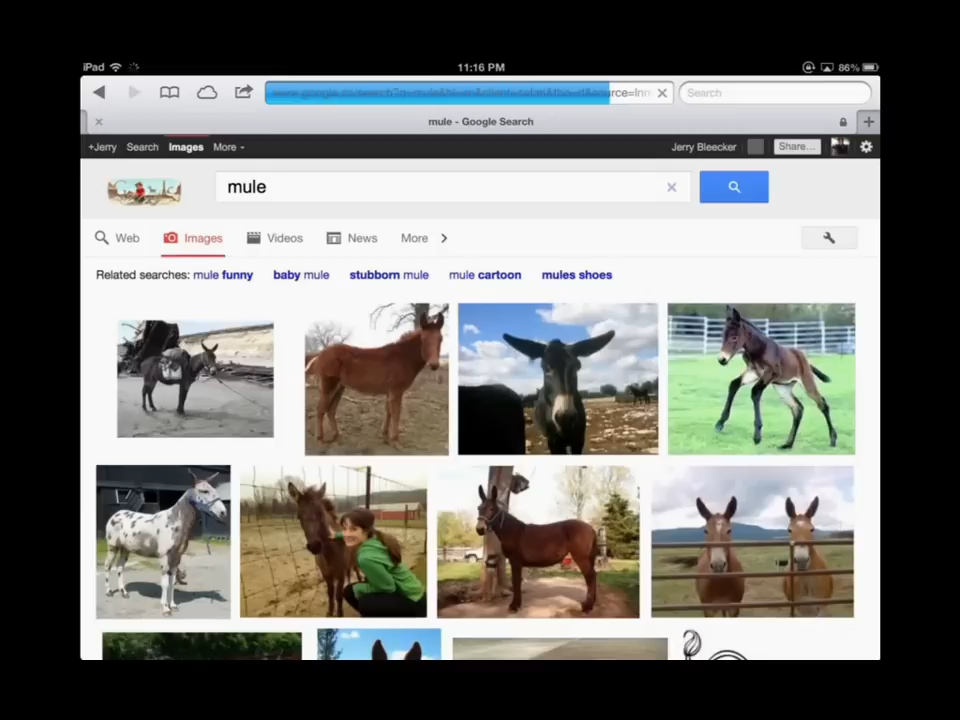 iPad 11:16 PM 86%
Search
mule - Google Search
+Jerry Search Images More Jerry Bleecker Share...
mule
Web Images Videos News More
Related searches: mule funny baby mule stubborn mule mule cartoon mules shoes